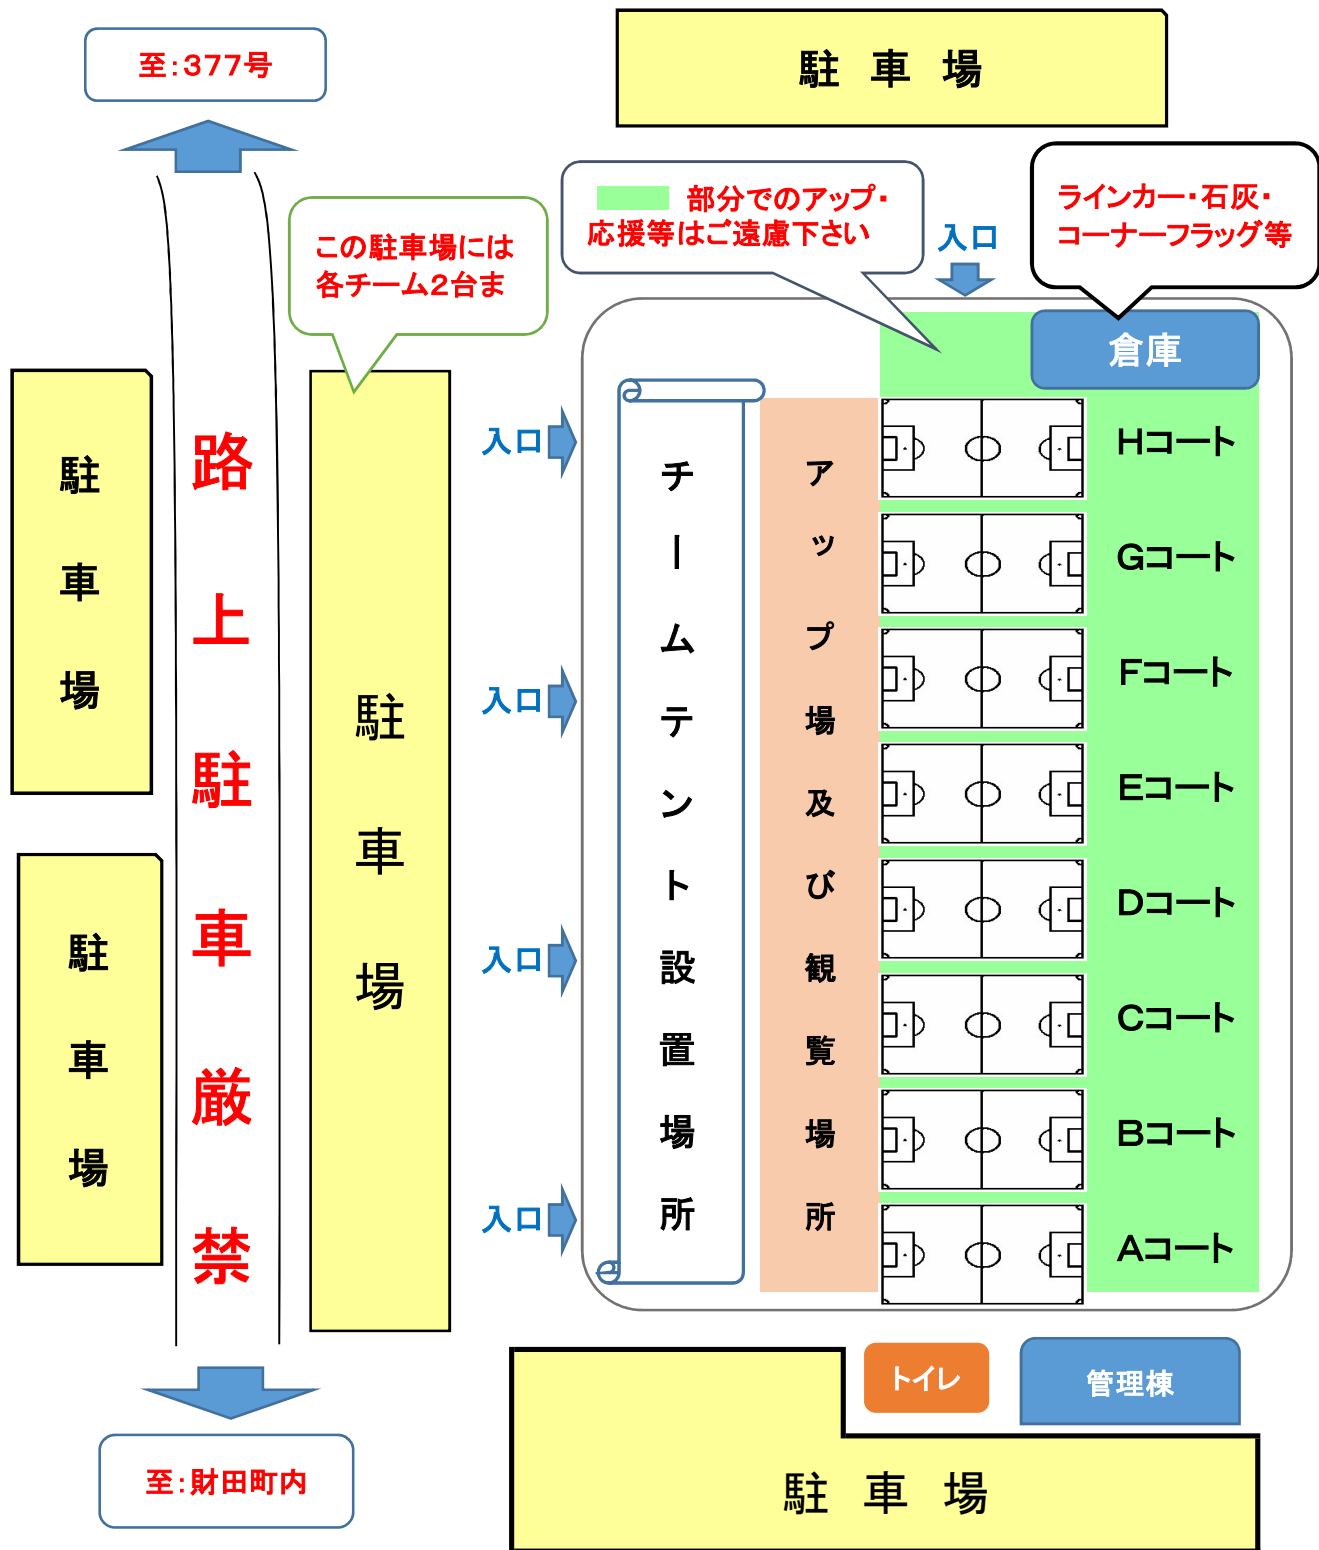 駐車場
至：377号
部分でのアップ・
応援等はご遠慮下さい
ラインカー・石灰・
コーナーフラッグ等
この駐車場には
各チーム2台ま
入口
倉庫
駐車場
路上駐車厳禁
駐車場
入口
入口
入口
入口
チームテント設置場所
アップ場及び観覧場所
Hコート
Gコート
Fコート
Eコート
Dコート
Cコート
Bコート
Aコート
駐車場
トイレ
管理棟
至：財田町内
駐車場